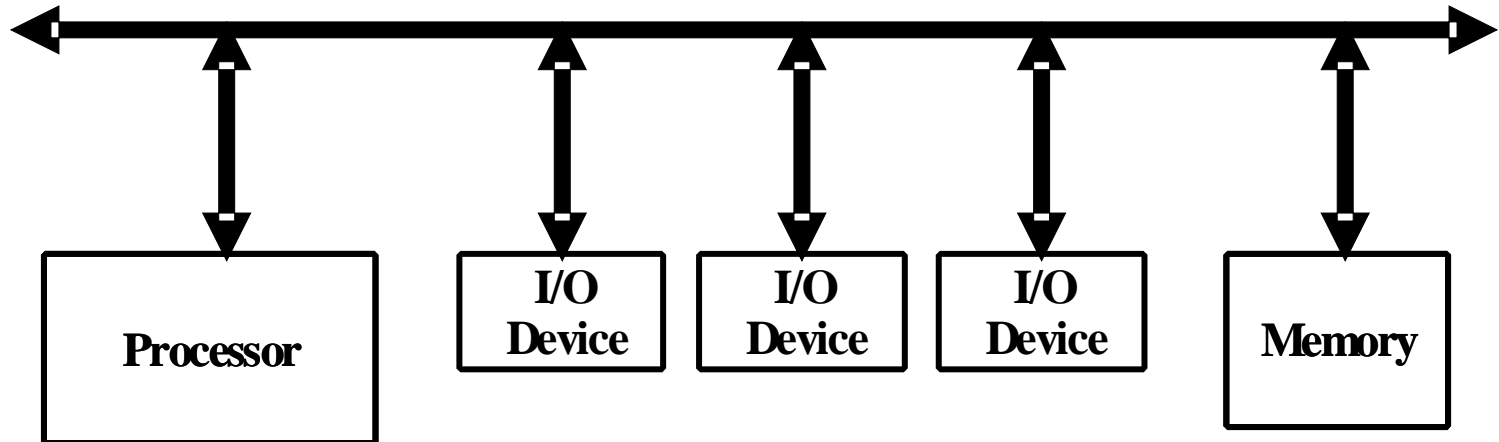 Processor
I/O
Device
I/O
Device
I/O
Device
Memory